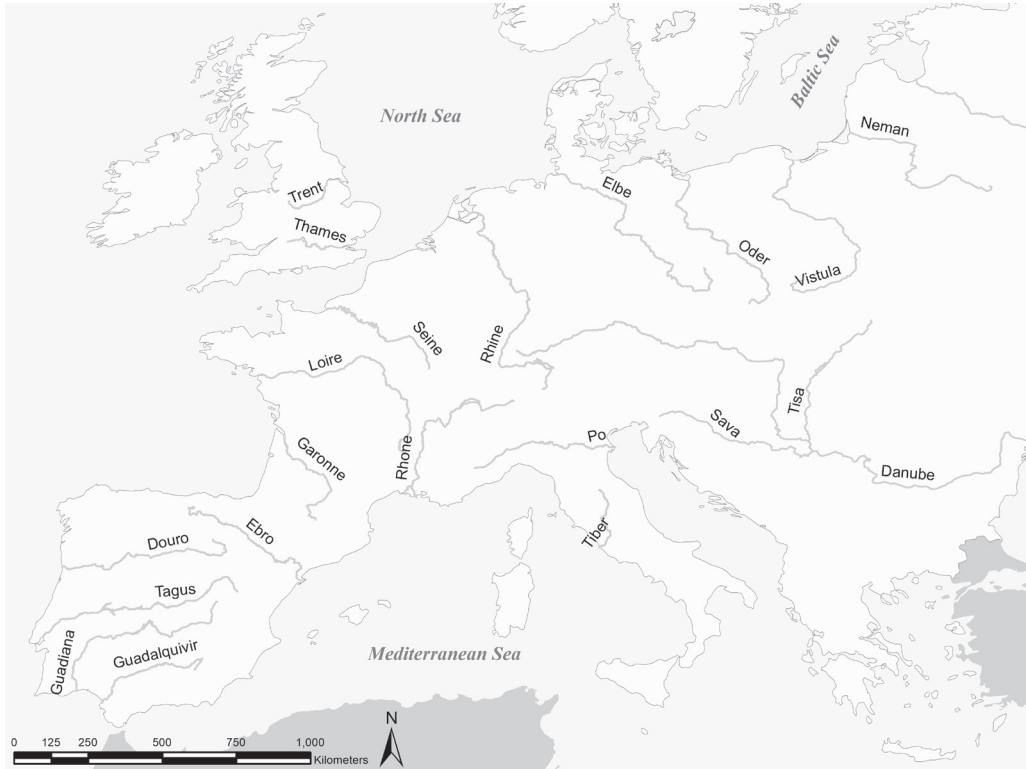 Baltic Sea
North Sea
Neman
Trent
Elbe
Thames
Oder
Vistula
Seine
Rhine
Loire
Tisa
Sava
Po
Garonne
Rhone
Danube
Ebro
Tiber
Douro
Tagus
Guadiana
Guadalquivir
Mediterranean Sea
N
0 125 250 500 750 1,000
Kilometers